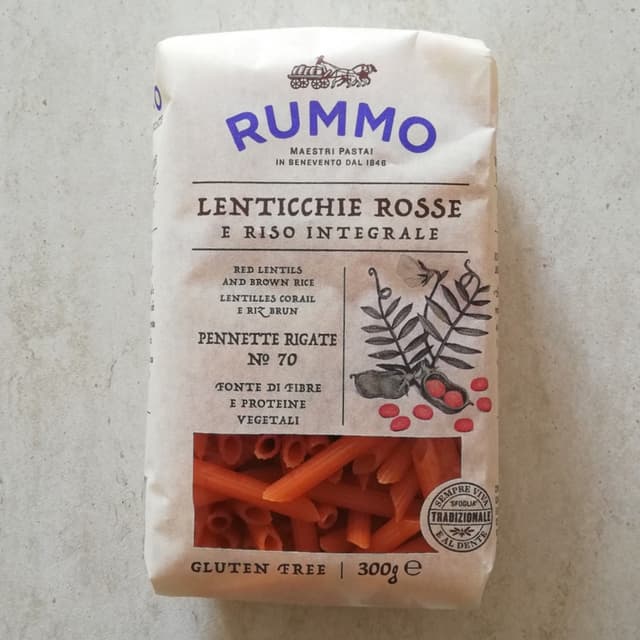 RUMMO
MAESTRI PASTAI
IN BENEVENTO DAL 1846
LENTICCHIE ROSSE
E RISO INTEGRALE
RED LENTILS
AND BROWN RICE
LENTILLES CORAIL
E RIZ BRUN
PENNETTE RIGATE
No 70
FONTE DI FIBRE
E PROTEINE
VEGETALI
SEMPRE VIVA
SFOGLIA
TRADIZIONALE
E AL DENTE
GLUTEN FREE | 300g ℮